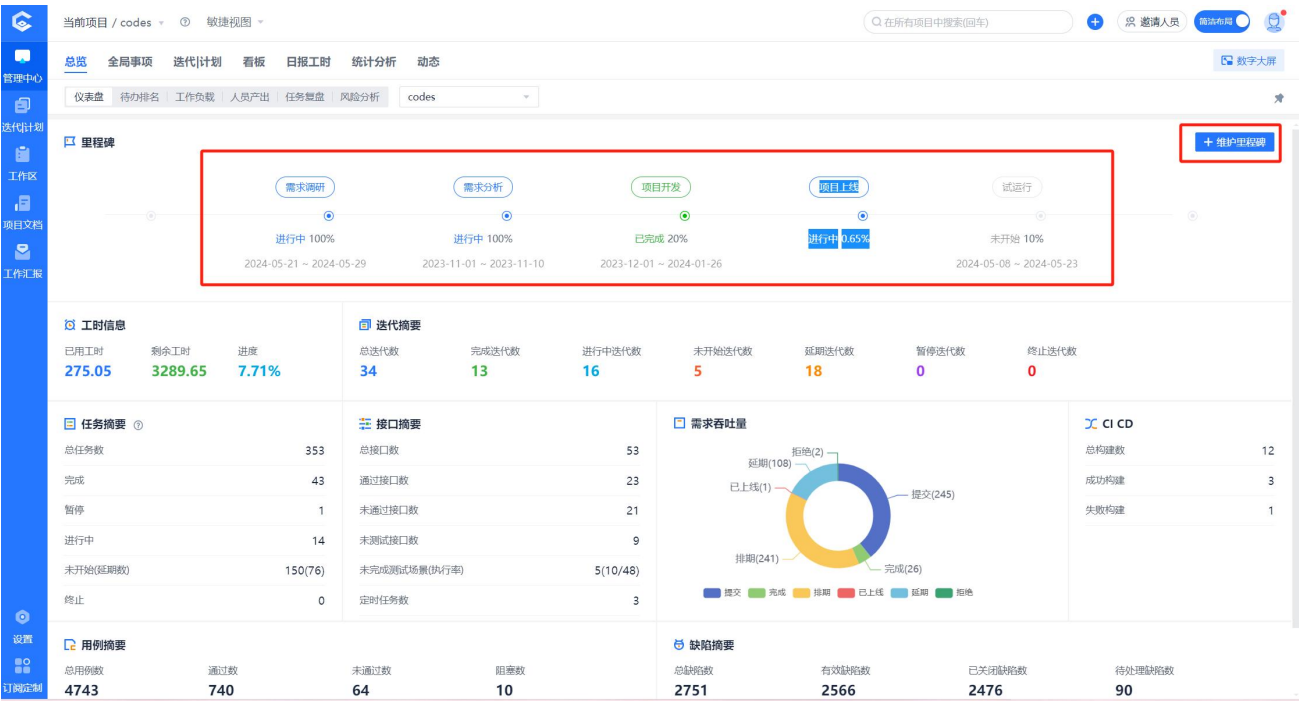 当前项目 / codes 敏捷视图 在所有项目中搜索(回车) 邀请人员 简洁布局
管理中心
迭代|计划
工作区
项目文档
工作汇报
设置
订阅定制
总览 全局事项 迭代|计划 看板 日报工时 统计分析 动态 数字大屏
仪表盘 待办排名 工作负载 人员产出 任务复盘 风险分析 codes
里程碑 + 维护里程碑
需求调研 需求分析 项目开发 项目上线 试运行
进行中 100% 进行中 100% 已完成 20% 进行中 0.65% 未开始 10%
2024-05-21 ~ 2024-05-29 2023-11-01 ~ 2023-11-10 2023-12-01 ~ 2024-01-26 2024-05-08 ~ 2024-05-23
工时信息
已用工时 剩余工时 进度
275.05 3289.65 7.71%
迭代摘要
总迭代数 完成迭代数 进行中迭代数 未开始迭代数 延期迭代数 暂停迭代数 终止迭代数
34 13 16 5 18 0 0
任务摘要
总任务数 353
完成 43
暂停 1
进行中 14
未开始(延期数) 150(76)
终止 0
接口摘要
总接口数 53
通过接口数 23
未通过接口数 21
未测试接口数 9
未完成测试场景(执行率) 5(10/48)
定时任务数 3
需求吞吐量
拒绝(2)
延期(108)
已上线(1)
提交(245)
排期(241)
完成(26)
提交 完成 排期 已上线 延期 拒绝
CI CD
总构建数 12
成功构建 3
失败构建 1
用例摘要
总用例数 通过数 未通过数 阻塞数
4743 740 64 10
缺陷摘要
总缺陷数 有效缺陷数 已关闭缺陷数 待处理缺陷数
2751 2566 2476 90